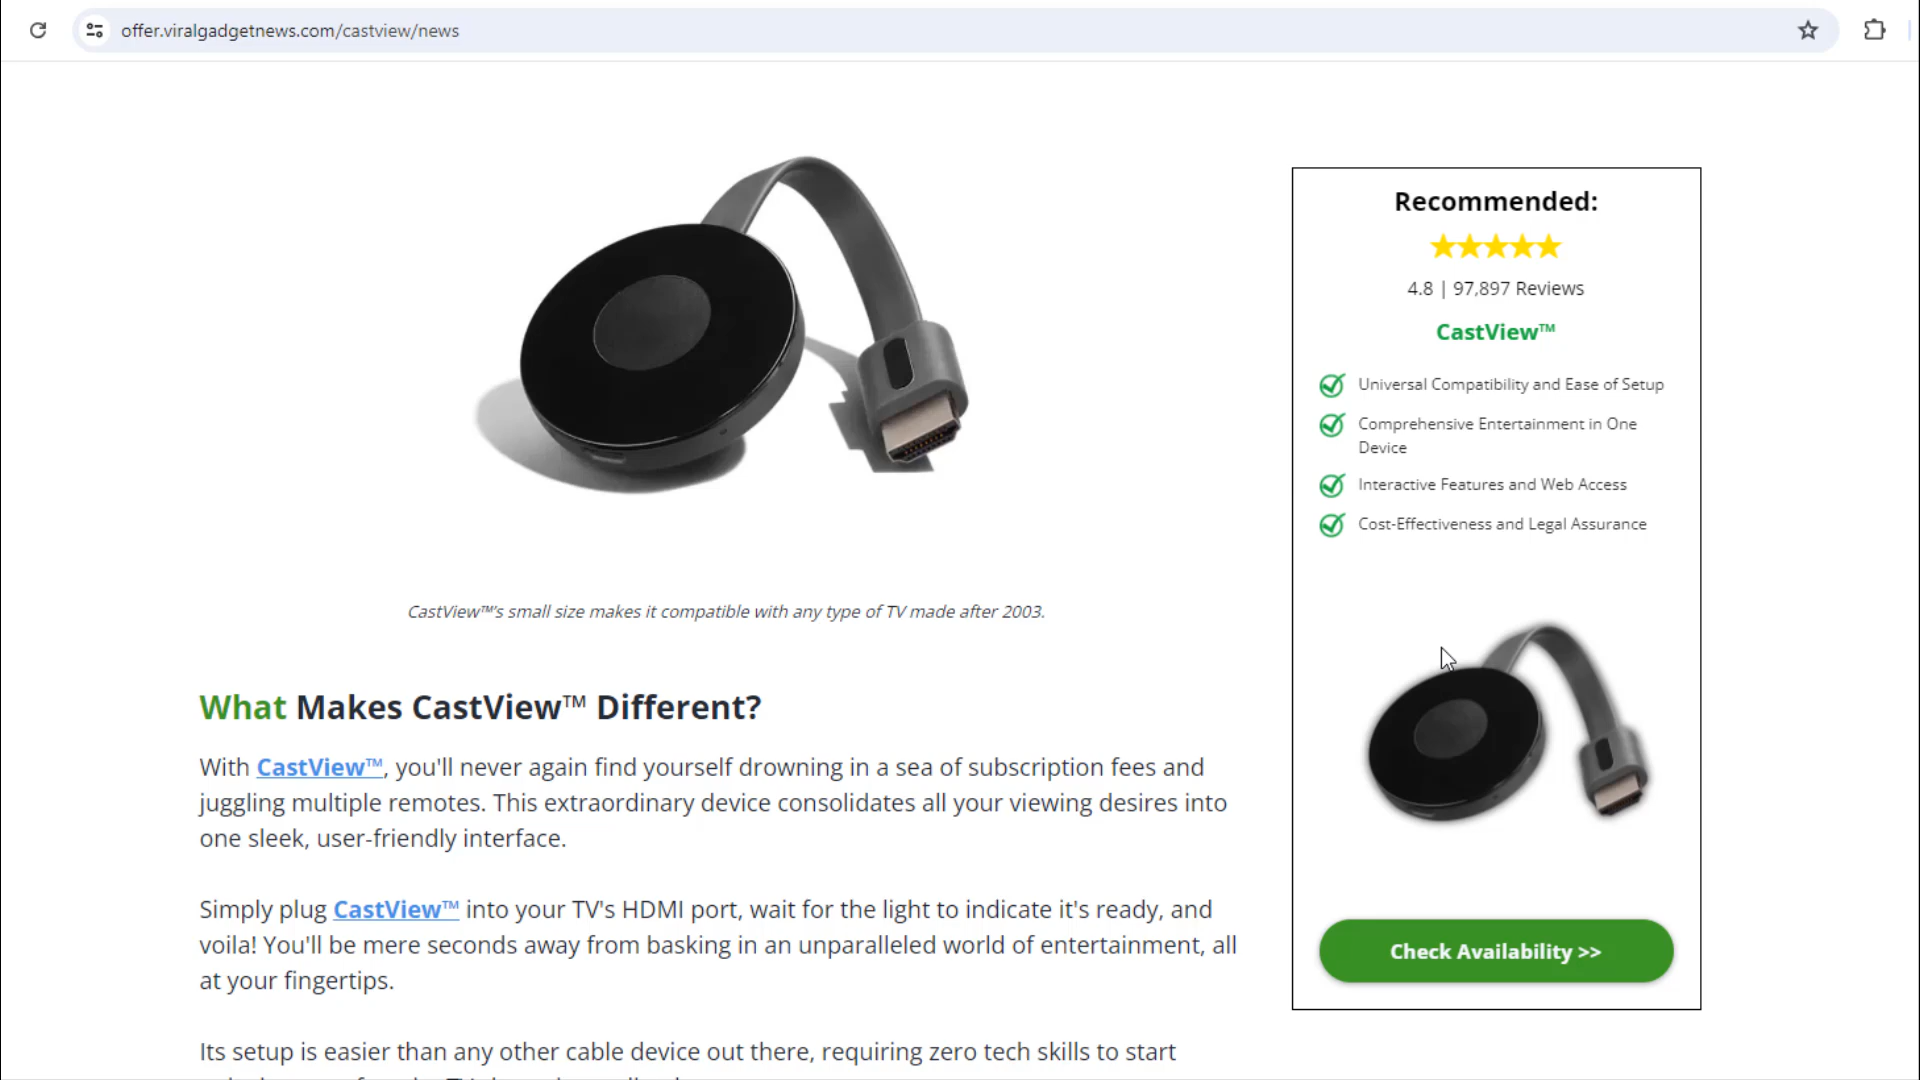 offer.viralgadgetnews.com/castview/news
CastView™'s small size makes it compatible with any type of TV made after 2003.
What Makes CastView™ Different?
With CastView™, you'll never again find yourself drowning in a sea of subscription fees and
juggling multiple remotes. This extraordinary device consolidates all your viewing desires into
one sleek, user-friendly interface.
Simply plug CastView™ into your TV's HDMI port, wait for the light to indicate it's ready, and
voila! You'll be mere seconds away from basking in an unparalleled world of entertainment, all
at your fingertips.
Its setup is easier than any other cable device out there, requiring zero tech skills to start
Recommended:
4.8 | 97,897 Reviews
CastView™
Universal Compatibility and Ease of Setup
Comprehensive Entertainment in One
Device
Interactive Features and Web Access
Cost-Effectiveness and Legal Assurance
Check Availability >>